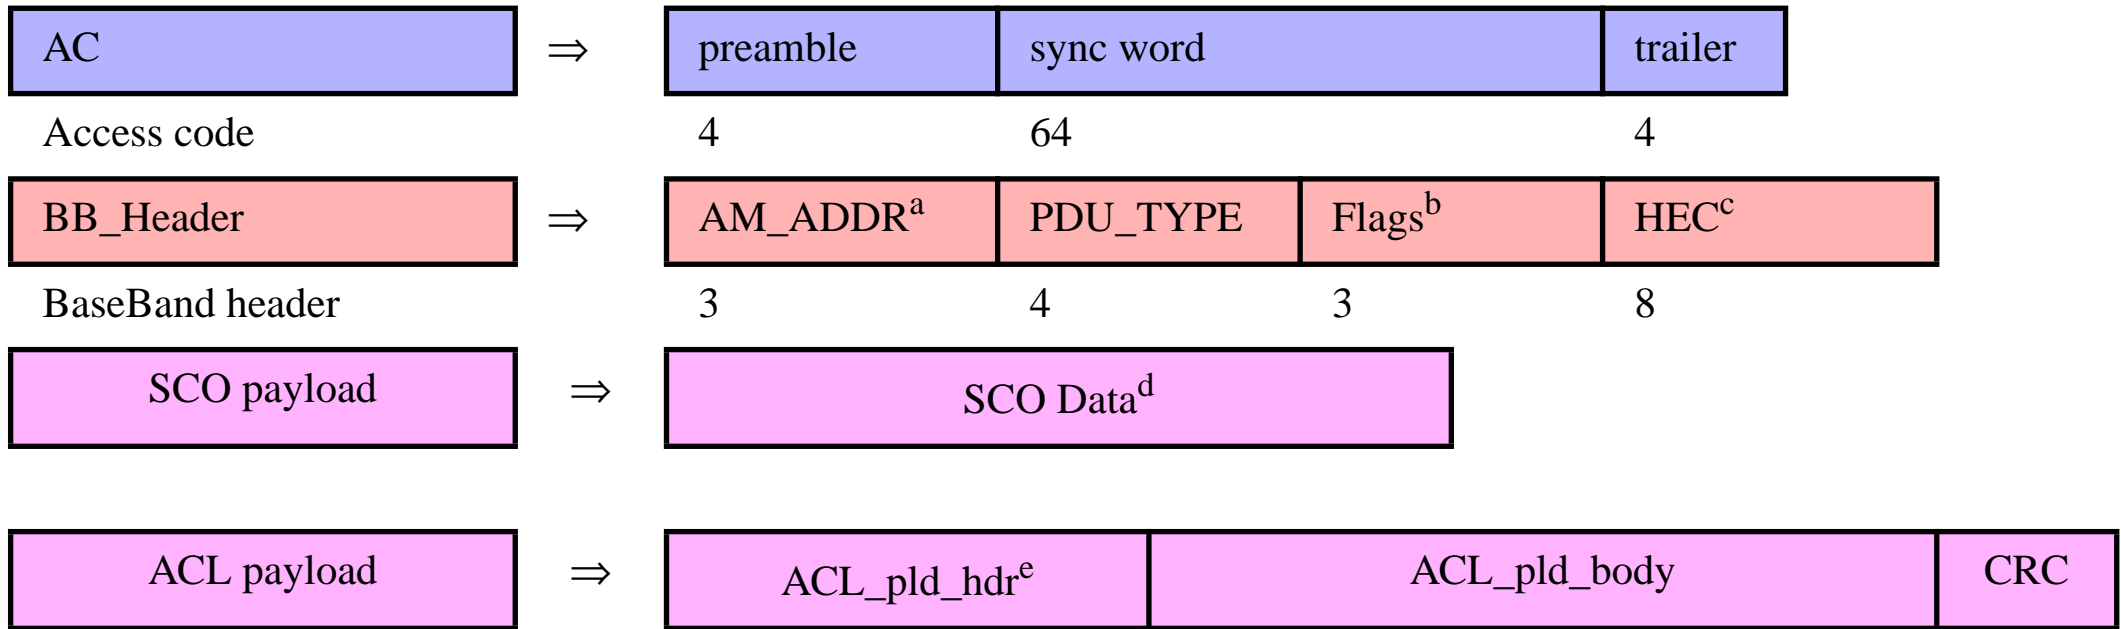 AC ⇒ preamble sync word trailer
Access code 4 64 4
BB_Header ⇒ AM_ADDRa PDU_TYPE Flagsb HECc
BaseBand header 3 4 3 8
SCO payload ⇒ SCO Datad
ACL payload ⇒ ACL_pld_hdre ACL_pld_body CRC